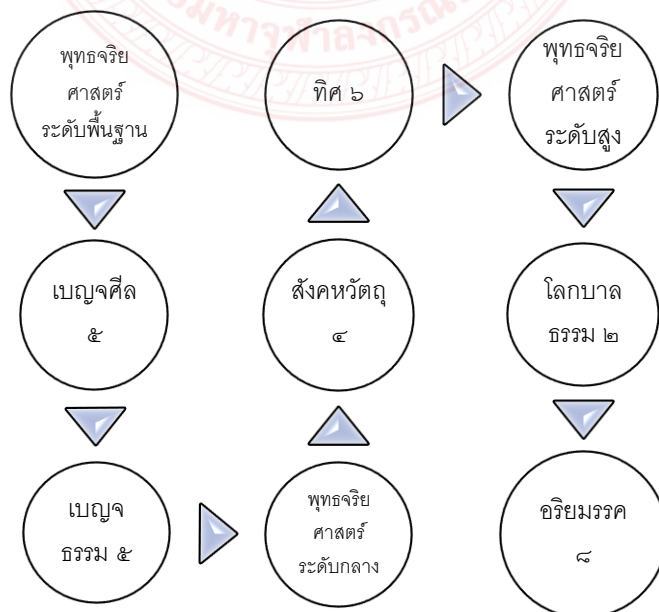 พุทธจริย
ศาสตร์
ระดับพื้นฐาน
เบญจศีล
๕
เบญจ
ธรรม ๕
พุทธจริย
ศาสตร์
ระดับกลาง
สังคหวัตถุ
๔
ทิศ ๖
พุทธจริย
ศาสตร์
ระดับสูง
โลกบาล
ธรรม ๒
อริยมรรค
๘